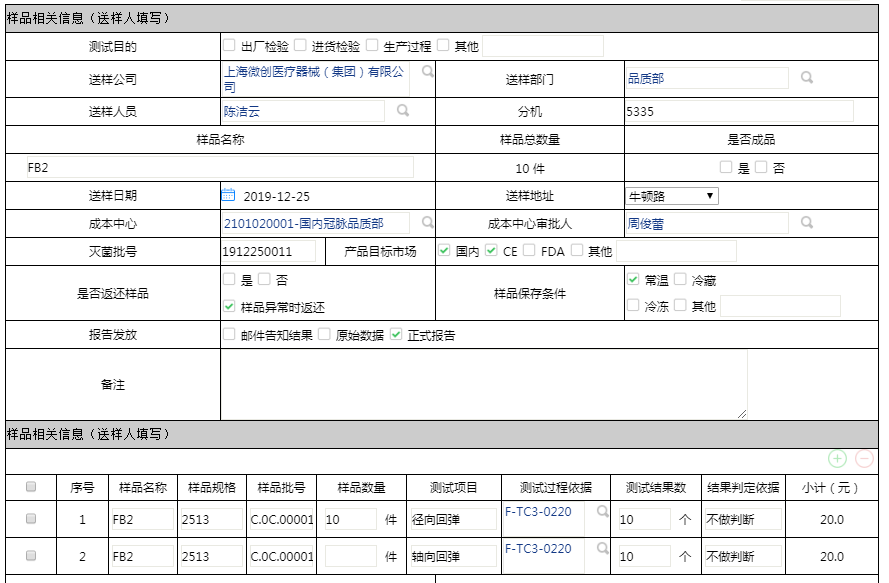 样品相关信息（送样人填写）
测试目的 出厂检验 进货检验 生产过程 其他
送样公司 上海微创医疗器械（集团）有限公司 送样部门 品质部
送样人员 陈洁云 分机 5335
样品名称 样品总数量 是否成品
FB2 10 件 是 否
送样日期 2019-12-25 送样地址 牛顿路
成本中心 2101020001-国内冠脉品质部 成本中心审批人 周俊蕾
灭菌批号 1912250011 产品目标市场 国内 CE FDA 其他
是否返还样品 是 否 样品异常时返还 样品保存条件 常温 冷藏 冷冻 其他
报告发放 邮件告知结果 原始数据 正式报告
备注
样品相关信息（送样人填写）
序号 样品名称 样品规格 样品批号 样品数量 测试项目 测试过程依据 测试结果数 结果判定依据 小计（元）
1 FB2 2513 C.0C.00001 10 件 径向回弹 F-TC3-0220 10 个 不做判断 20.0
2 FB2 2513 C.0C.00001 件 轴向回弹 F-TC3-0220 10 个 不做判断 20.0